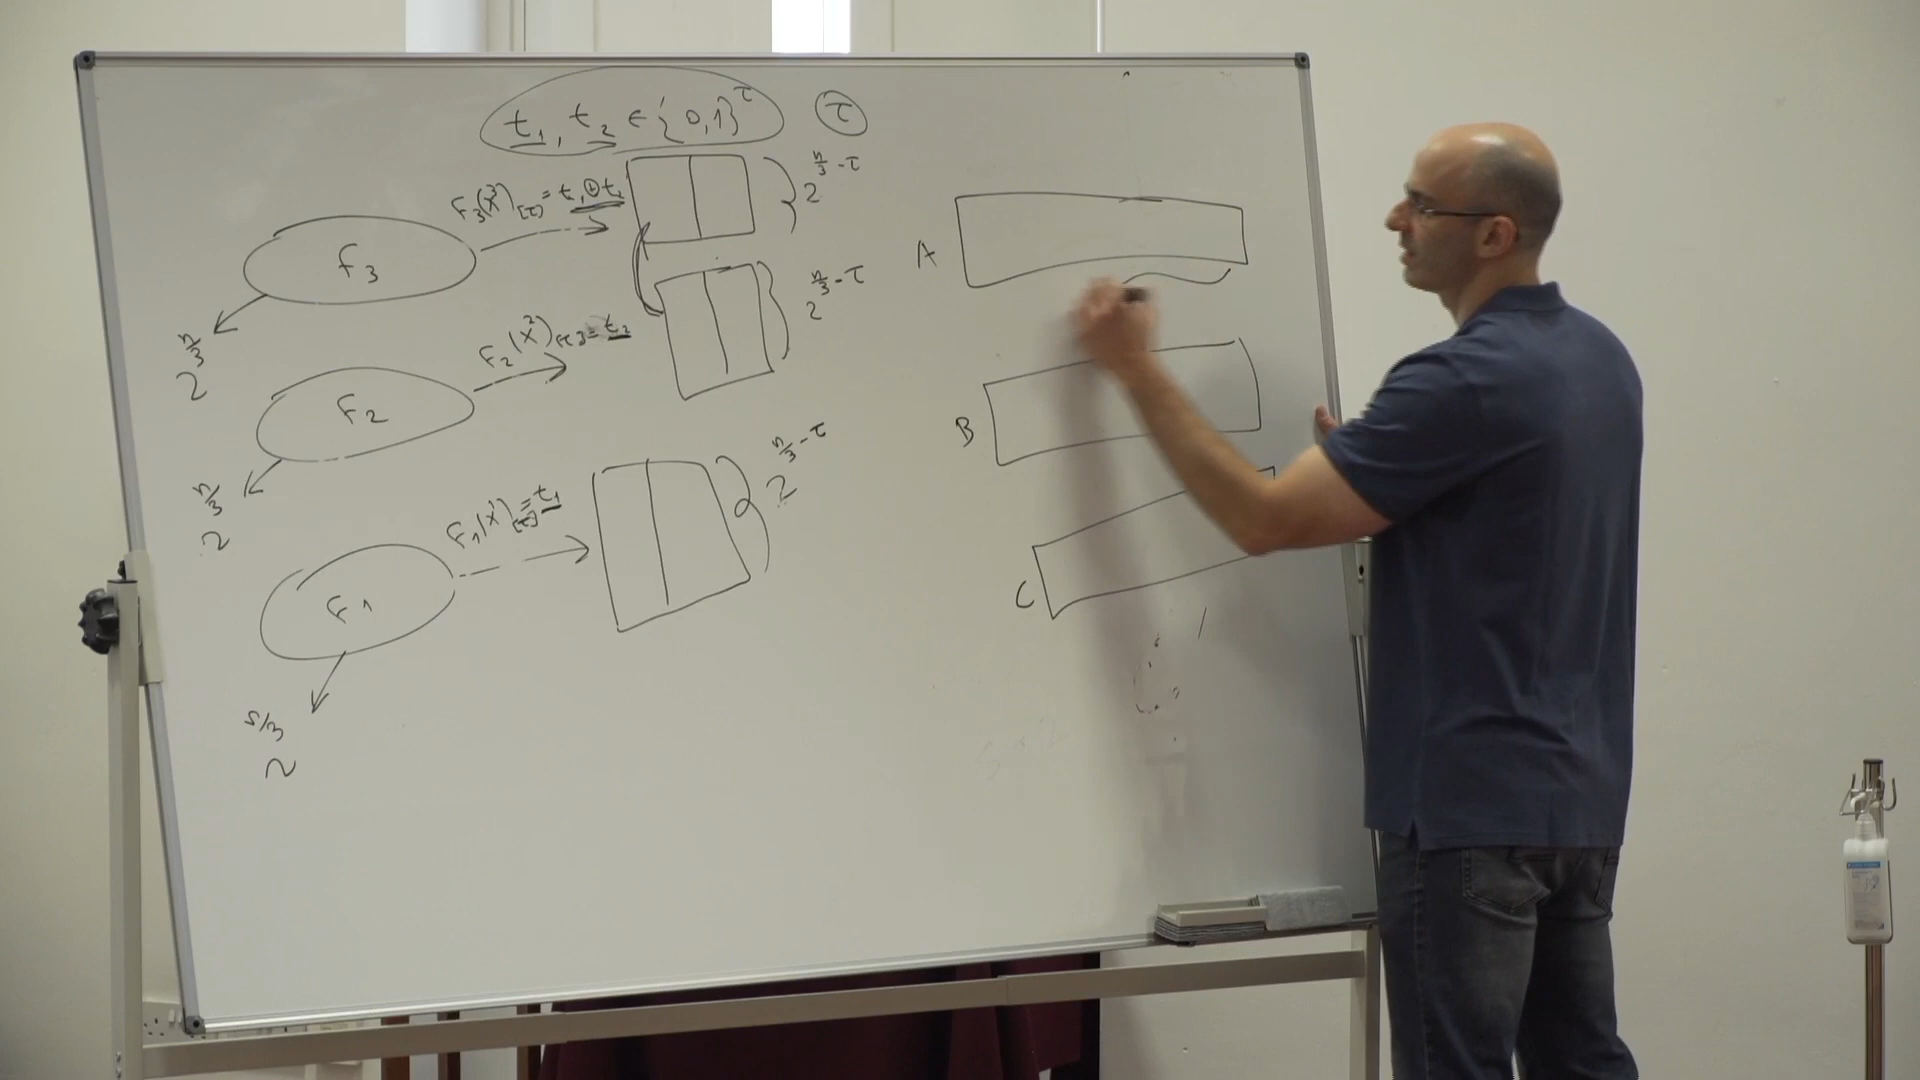 t₁, t₂ ∈ {0,1}^τ
τ
F₃(x³)[τ] = t₁⊕t₂
2^(n/3 - τ)
F₃
2^(n/3)
A
F₂(x²)[τ] = t₂
2^(n/3 - τ)
F₂
2^(n/3)
B
F₁(x¹)[τ] = t₁
2^(n/3 - τ)
F₁
2^(n/3)
C